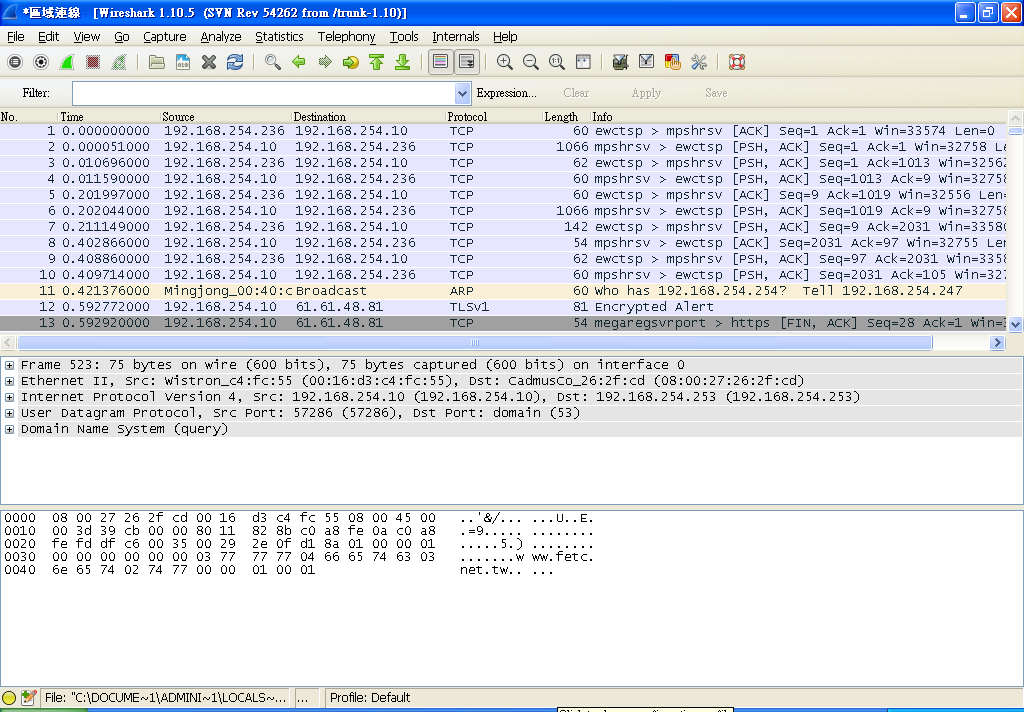 *區域連線 [Wireshark 1.10.5 (SVN Rev 54262 from /trunk-1.10)]
File Edit View Go Capture Analyze Statistics Telephony Tools Internals Help
Filter: Expression... Clear Apply Save
No. Time Source Destination Protocol Length Info
1 0.000000000 192.168.254.236 192.168.254.10 TCP 60 ewctsp > mpshrsv [ACK] Seq=1 Ack=1 Win=33574 Len=0
2 0.000051000 192.168.254.10 192.168.254.236 TCP 1066 mpshrsv > ewctsp [PSH, ACK] Seq=1 Ack=1 Win=32758 Le
3 0.010696000 192.168.254.236 192.168.254.10 TCP 62 ewctsp > mpshrsv [PSH, ACK] Seq=1 Ack=1013 Win=32562
4 0.011590000 192.168.254.10 192.168.254.236 TCP 60 mpshrsv > ewctsp [PSH, ACK] Seq=1013 Ack=9 Win=32758
5 0.201997000 192.168.254.236 192.168.254.10 TCP 60 ewctsp > mpshrsv [ACK] Seq=9 Ack=1019 Win=32556 Len=
6 0.202044000 192.168.254.10 192.168.254.236 TCP 1066 mpshrsv > ewctsp [PSH, ACK] Seq=1019 Ack=9 Win=32758
7 0.211149000 192.168.254.236 192.168.254.10 TCP 142 ewctsp > mpshrsv [PSH, ACK] Seq=9 Ack=2031 Win=33580
8 0.402866000 192.168.254.10 192.168.254.236 TCP 54 mpshrsv > ewctsp [ACK] Seq=2031 Ack=97 Win=32755 Len
9 0.408860000 192.168.254.236 192.168.254.10 TCP 62 ewctsp > mpshrsv [PSH, ACK] Seq=97 Ack=2031 Win=3358
10 0.409714000 192.168.254.10 192.168.254.236 TCP 60 mpshrsv > ewctsp [PSH, ACK] Seq=2031 Ack=105 Win=327
11 0.421376000 Mingjong_00:40:c Broadcast ARP 60 Who has 192.168.254.254? Tell 192.168.254.247
12 0.592772000 192.168.254.10 61.61.48.81 TLSv1 81 Encrypted Alert
13 0.592920000 192.168.254.10 61.61.48.81 TCP 54 megaregsvrport > https [FIN, ACK] Seq=28 Ack=1 Win=
Frame 523: 75 bytes on wire (600 bits), 75 bytes captured (600 bits) on interface 0
Ethernet II, Src: Wistron_c4:fc:55 (00:16:d3:c4:fc:55), Dst: CadmusCo_26:2f:cd (08:00:27:26:2f:cd)
Internet Protocol Version 4, Src: 192.168.254.10 (192.168.254.10), Dst: 192.168.254.253 (192.168.254.253)
User Datagram Protocol, Src Port: 57286 (57286), Dst Port: domain (53)
Domain Name System (query)
0000 08 00 27 26 2f cd 00 16 d3 c4 fc 55 08 00 45 00 ..'&/... ...U..E.
0010 00 3d 39 cb 00 00 80 11 82 8b c0 a8 fe 0a c0 a8 .=9..... ........
0020 fe fd df c6 00 35 00 29 2e 0f d1 8a 01 00 00 01 .....5.) ........
0030 00 00 00 00 00 00 03 77 77 77 04 66 65 74 63 03 .......w ww.fetc.
0040 6e 65 74 02 74 77 00 00 01 00 01 net.tw.. ...
File: "C:\DOCUME~1\ADMINI~1\LOCALS~... ... Profile: Default